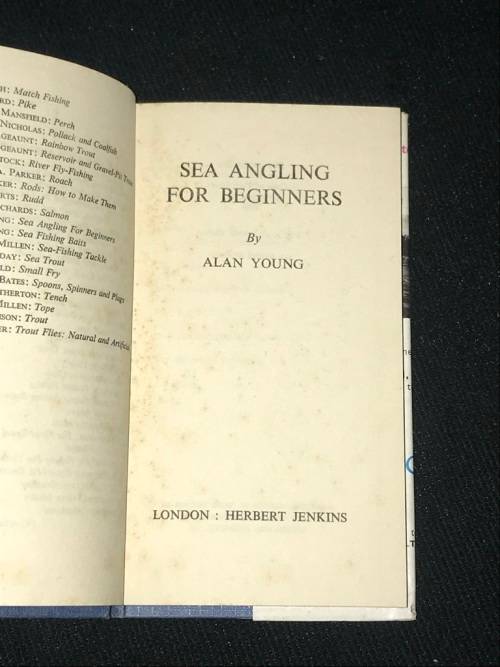 H: Match Fishing
RD: Pike
MANSFIELD: Perch
NICHOLAS: Pollack and Coalfish
GEAUNT: Rainbow Trout
GEAUNT: Reservoir and Gravel-Pit Trout
TOCK: River Fly-Fishing
A. PARKER: Roach
KER: Rods: How to Make Them
RTS: Rudd
CHARDS: Salmon
NG: Sea Angling For Beginners
NG: Sea Fishing Baits
MILLEN: Sea-Fishing Tackle
DAY: Sea Trout
LD: Small Fry
BATES: Spoons, Spinners and Plugs
THERTON: Tench
MILLEN: Tope
NSON: Trout
ER: Trout Flies: Natural and Artificial
SEA ANGLING
FOR BEGINNERS
By
ALAN YOUNG
LONDON : HERBERT JENKINS